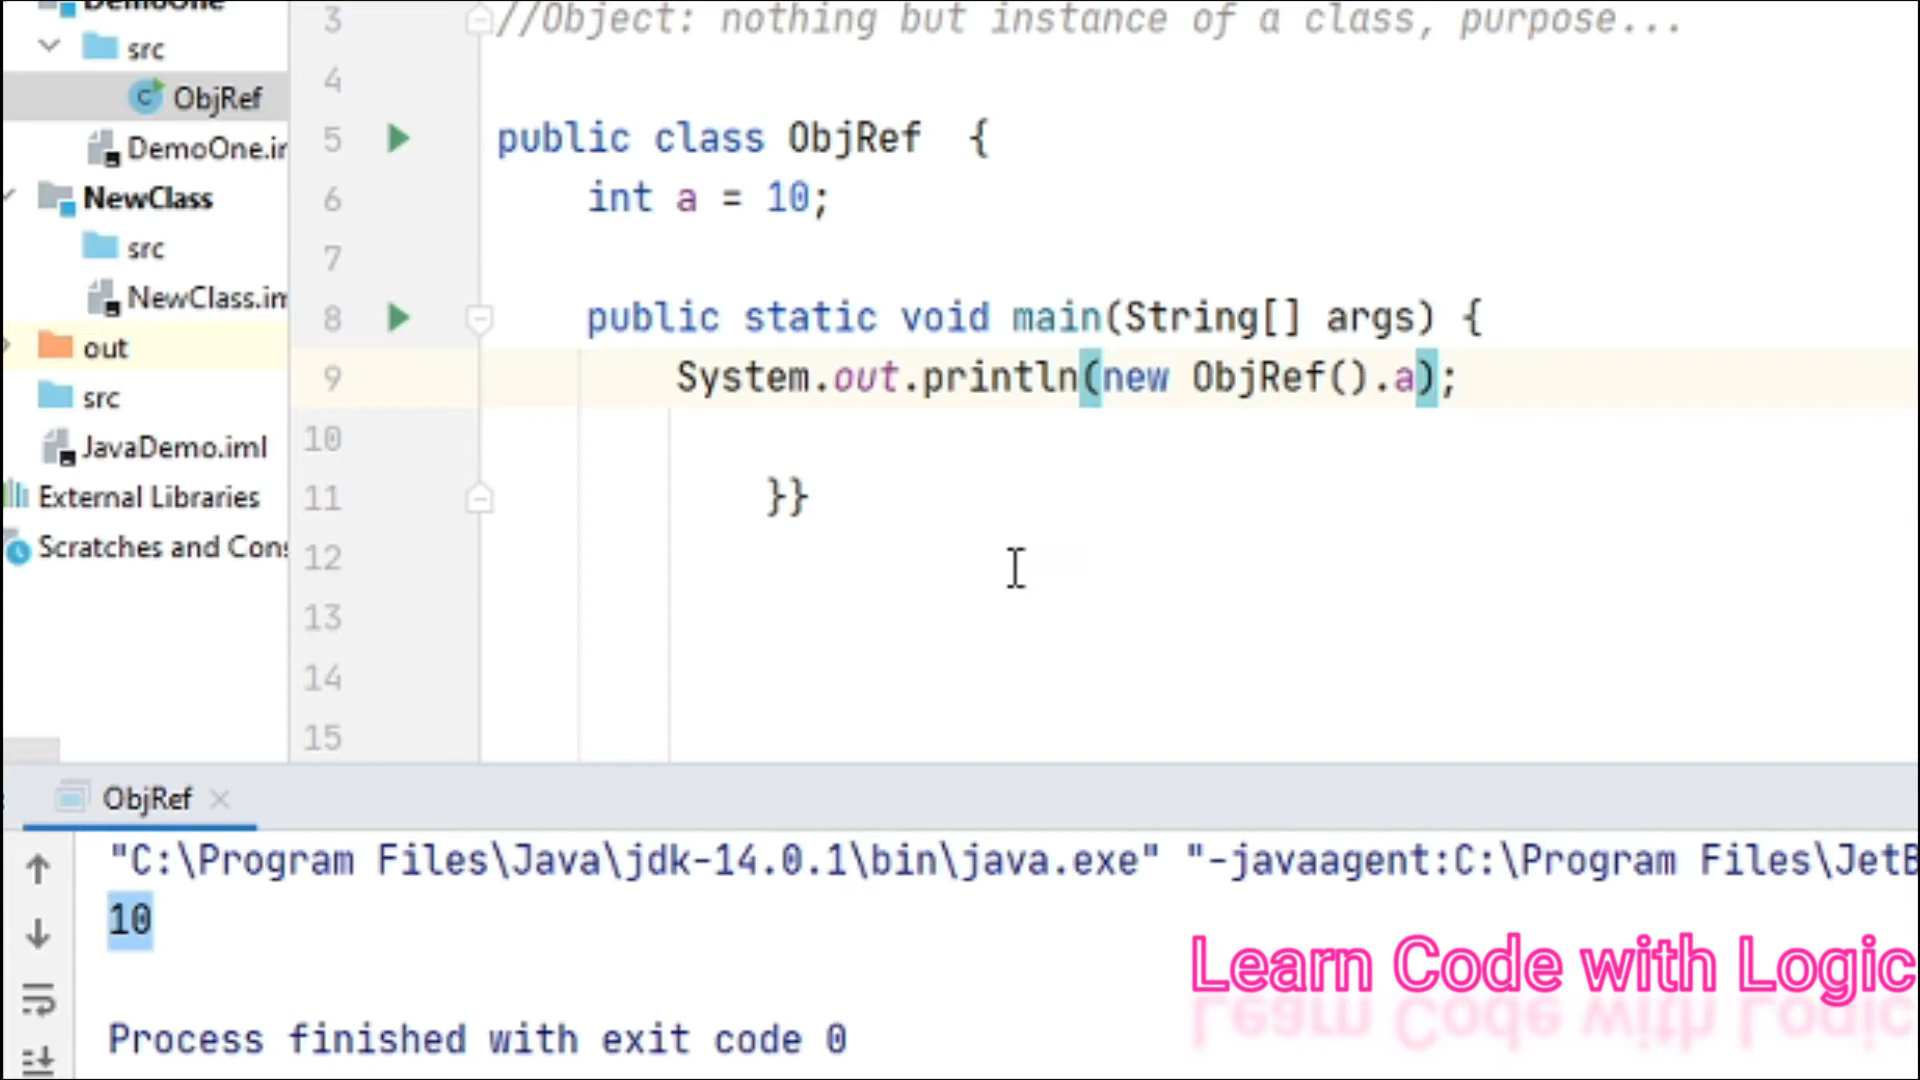 DemoOne
src
ObjRef
DemoOne.ir
NewClass
src
NewClass.im
out
src
JavaDemo.iml
External Libraries
Scratches and Cons
3 //Object: nothing but instance of a class, purpose...
4
5 public class ObjRef {
6 int a = 10;
7
8 public static void main(String[] args) {
9 System.out.println(new ObjRef().a);
10
11 }}
12
13
14
15
ObjRef
"C:\Program Files\Java\jdk-14.0.1\bin\java.exe" "-javaagent:C:\Program Files\JetB
10
Process finished with exit code 0
Learn Code with Logic